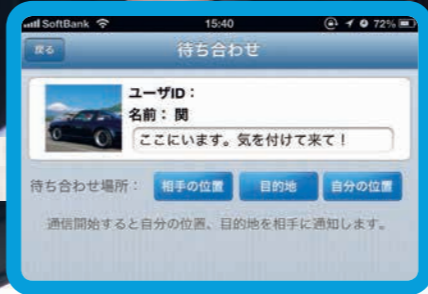 SoftBank 15:40 72%
戻る 待ち合わせ
ユーザID：
名前：関
ここにいます。気を付けて来て！
待ち合わせ場所： 相手の位置 目的地 自分の位置
通信開始すると自分の位置、目的地を相手に通知します。